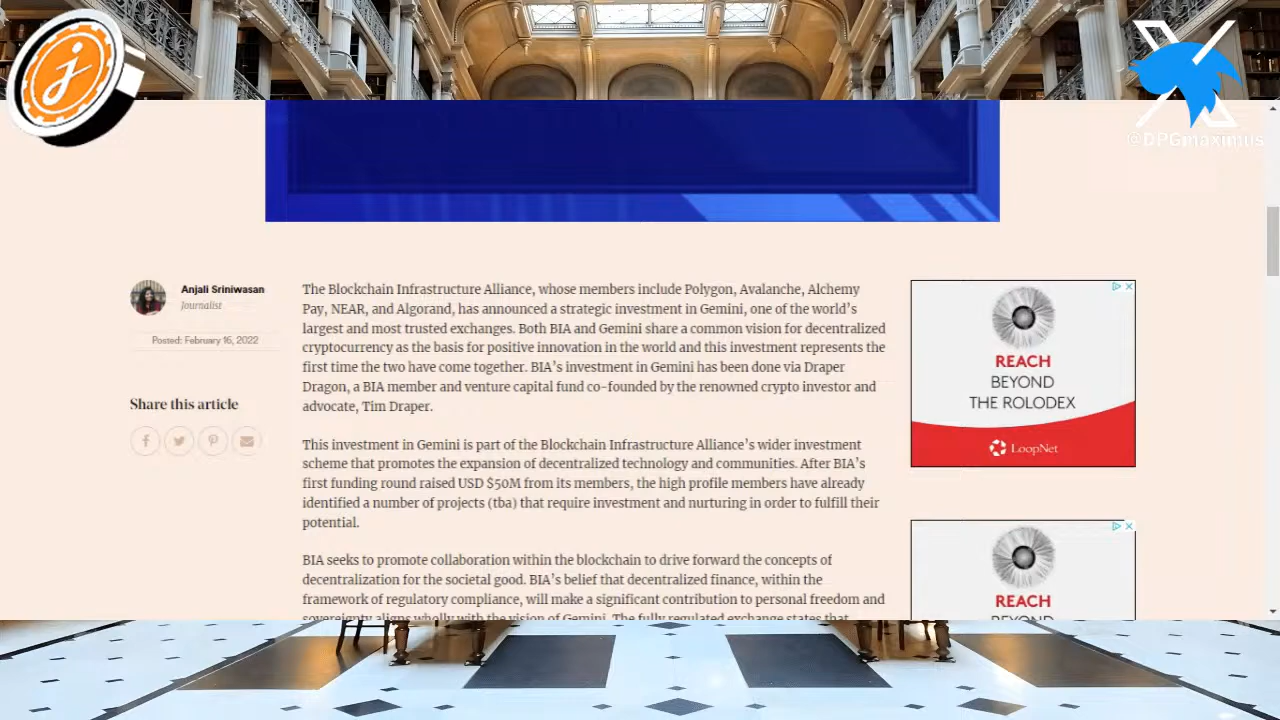 @DPGmaximus
Anjali Sriniwasan
Journalist
Posted: February 16, 2022
Share this article
The Blockchain Infrastructure Alliance, whose members include Polygon, Avalanche, Alchemy
Pay, NEAR, and Algorand, has announced a strategic investment in Gemini, one of the world's
largest and most trusted exchanges. Both BIA and Gemini share a common vision for decentralized
cryptocurrency as the basis for positive innovation in the world and this investment represents the
first time the two have come together. BIA's investment in Gemini has been done via Draper
Dragon, a BIA member and venture capital fund co-founded by the renowned crypto investor and
advocate, Tim Draper.
This investment in Gemini is part of the Blockchain Infrastructure Alliance's wider investment
scheme that promotes the expansion of decentralized technology and communities. After BIA's
first funding round raised USD $50M from its members, the high profile members have already
identified a number of projects (tba) that require investment and nurturing in order to fulfill their
potential.
BIA seeks to promote collaboration within the blockchain to drive forward the concepts of
decentralization for the societal good. BIA's belief that decentralized finance, within the
framework of regulatory compliance, will make a significant contribution to personal freedom and
sovereignty aligns wholly with the vision of Gemini. The fully regulated exchange states that
REACH
BEYOND
THE ROLODEX
LoopNet
REACH
BEYOND